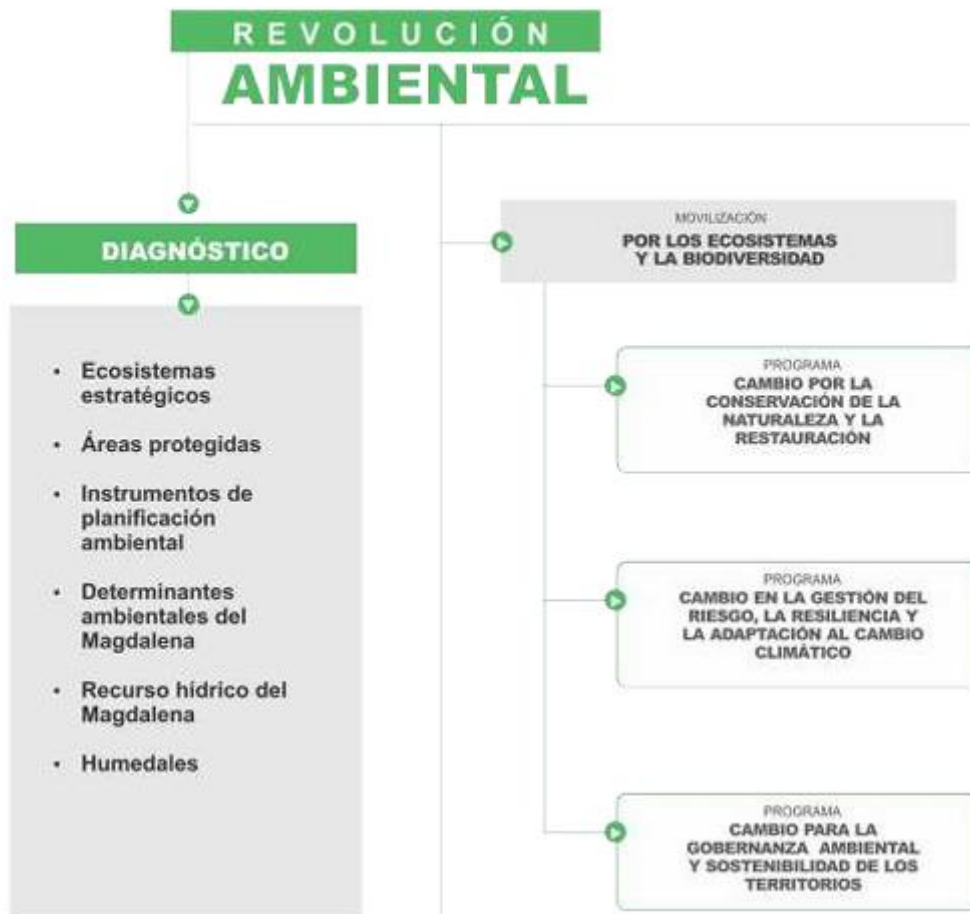 REVOLUCIÓN
AMBIENTAL
DIAGNÓSTICO
• Ecosistemas
estratégicos
• Áreas protegidas
• Instrumentos de
planificación
ambiental
• Determinantes
ambientales del
Magdalena
• Recurso hídrico del
Magdalena
• Humedales
MOVILIZACIÓN
POR LOS ECOSISTEMAS
Y LA BIODIVERSIDAD
PROGRAMA
CAMBIO POR LA
CONSERVACIÓN DE LA
NATURALEZA Y LA
RESTAURACIÓN
PROGRAMA
CAMBIO EN LA GESTIÓN DEL
RIESGO, LA RESILIENCIA Y
LA ADAPTACIÓN AL CAMBIO
CLIMÁTICO
PROGRAMA
CAMBIO PARA LA
GOBERNANZA AMBIENTAL
Y SOSTENIBILIDAD DE LOS
TERRITORIOS